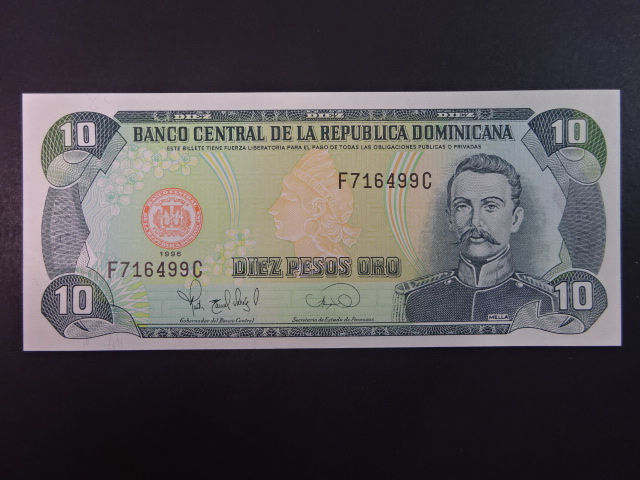 DIEZ DIEZ DIEZ
10 10
BANCO CENTRAL DE LA REPUBLICA DOMINICANA
ESTE BILLETE TIENE FUERZA LIBERATORIA PARA EL PAGO DE TODAS LAS OBLIGACIONES PUBLICAS O PRIVADAS
F716499C
1996
F716499C
DIEZ PESOS ORO
10 10
Gobernador del Banco Central Secretario de Estado de Finanzas
MELLA